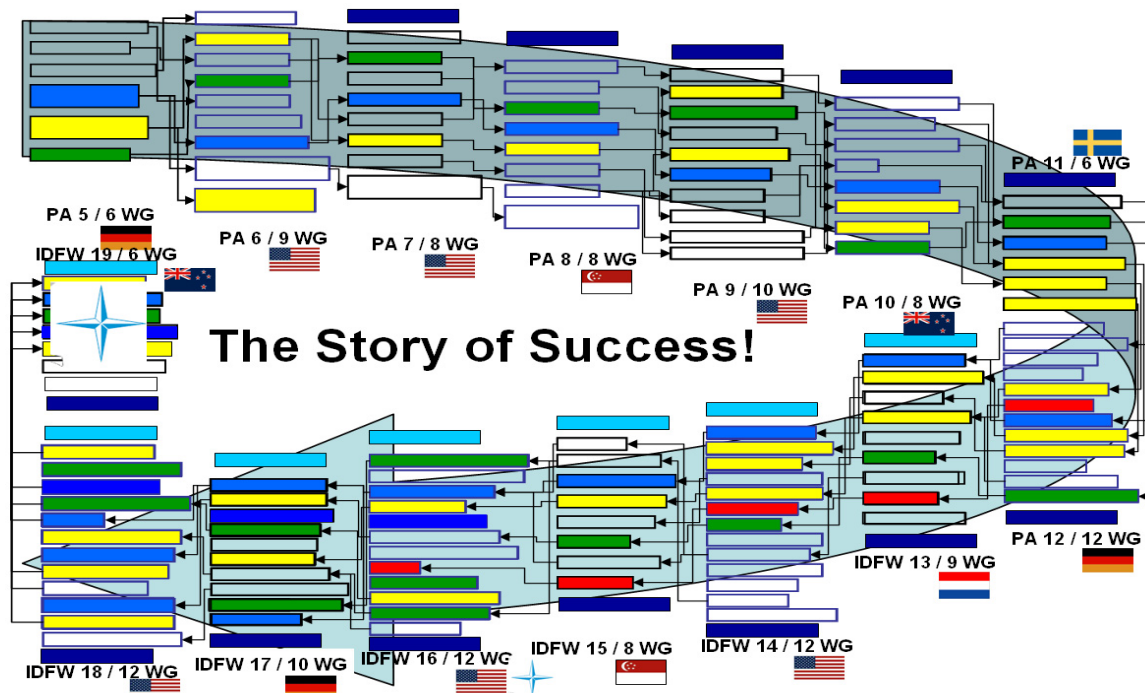 PA 11 / 6 WG
PA 5 / 6 WG
PA 6 / 9 WG
PA 7 / 8 WG
PA 8 / 8 WG
PA 9 / 10 WG
PA 10 / 8 WG
IDFW 19 / 6 WG
The Story of Success!
PA 12 / 12 WG
IDFW 13 / 9 WG
IDFW 14 / 12 WG
IDFW 15 / 8 WG
IDFW 16 / 12 WG
IDFW 17 / 10 WG
IDFW 18 / 12 WG